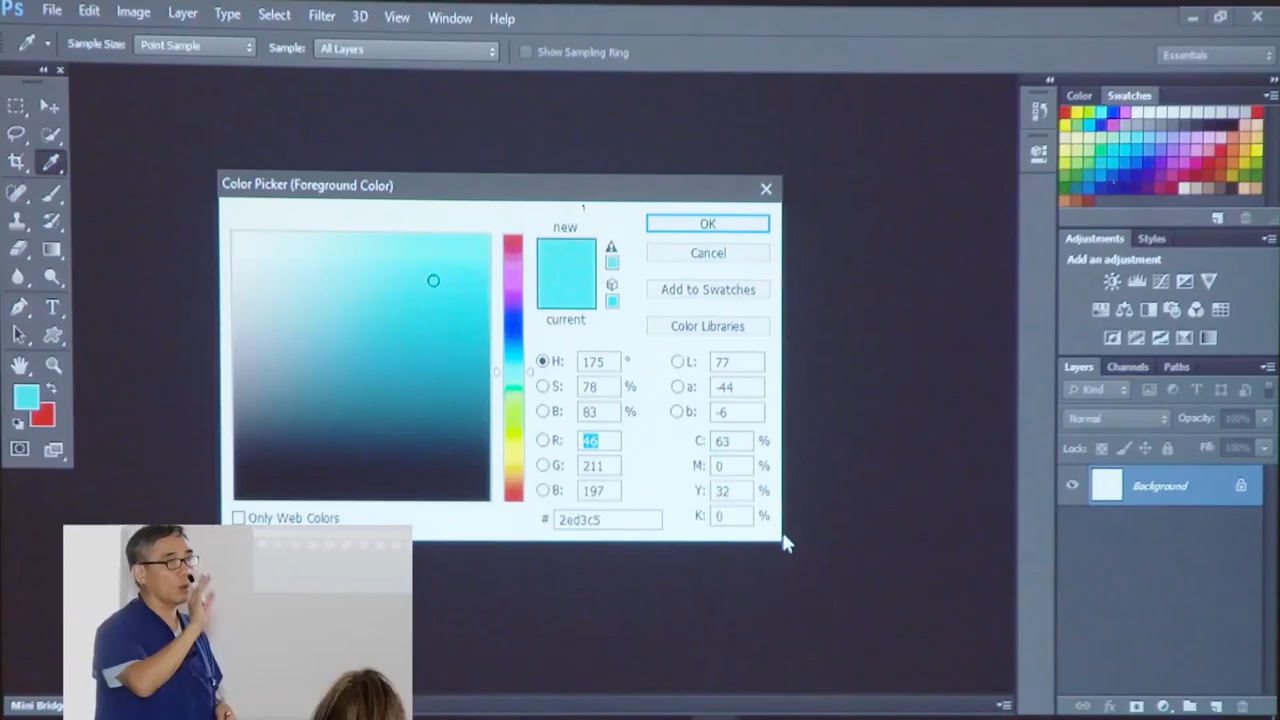 Ps File Edit Image Layer Type Select Filter 3D View Window Help
Sample Size: Point Sample Sample: All Layers Show Sampling Ring Essentials
Color Swatches
Color Picker (Foreground Color)
new
current
OK
Cancel
Add to Swatches
Color Libraries
H: 175 °
S: 78 %
B: 83 %
R: 46
G: 211
B: 197
L: 77
a: -44
b: -6
C: 63 %
M: 0 %
Y: 32 %
K: 0 %
Only Web Colors
# 2ed3c5
Adjustments Styles
Add an adjustment
Layers Channels Paths
Kind
Normal Opacity: 100%
Lock: Fill: 100%
Background
Mini Bridg